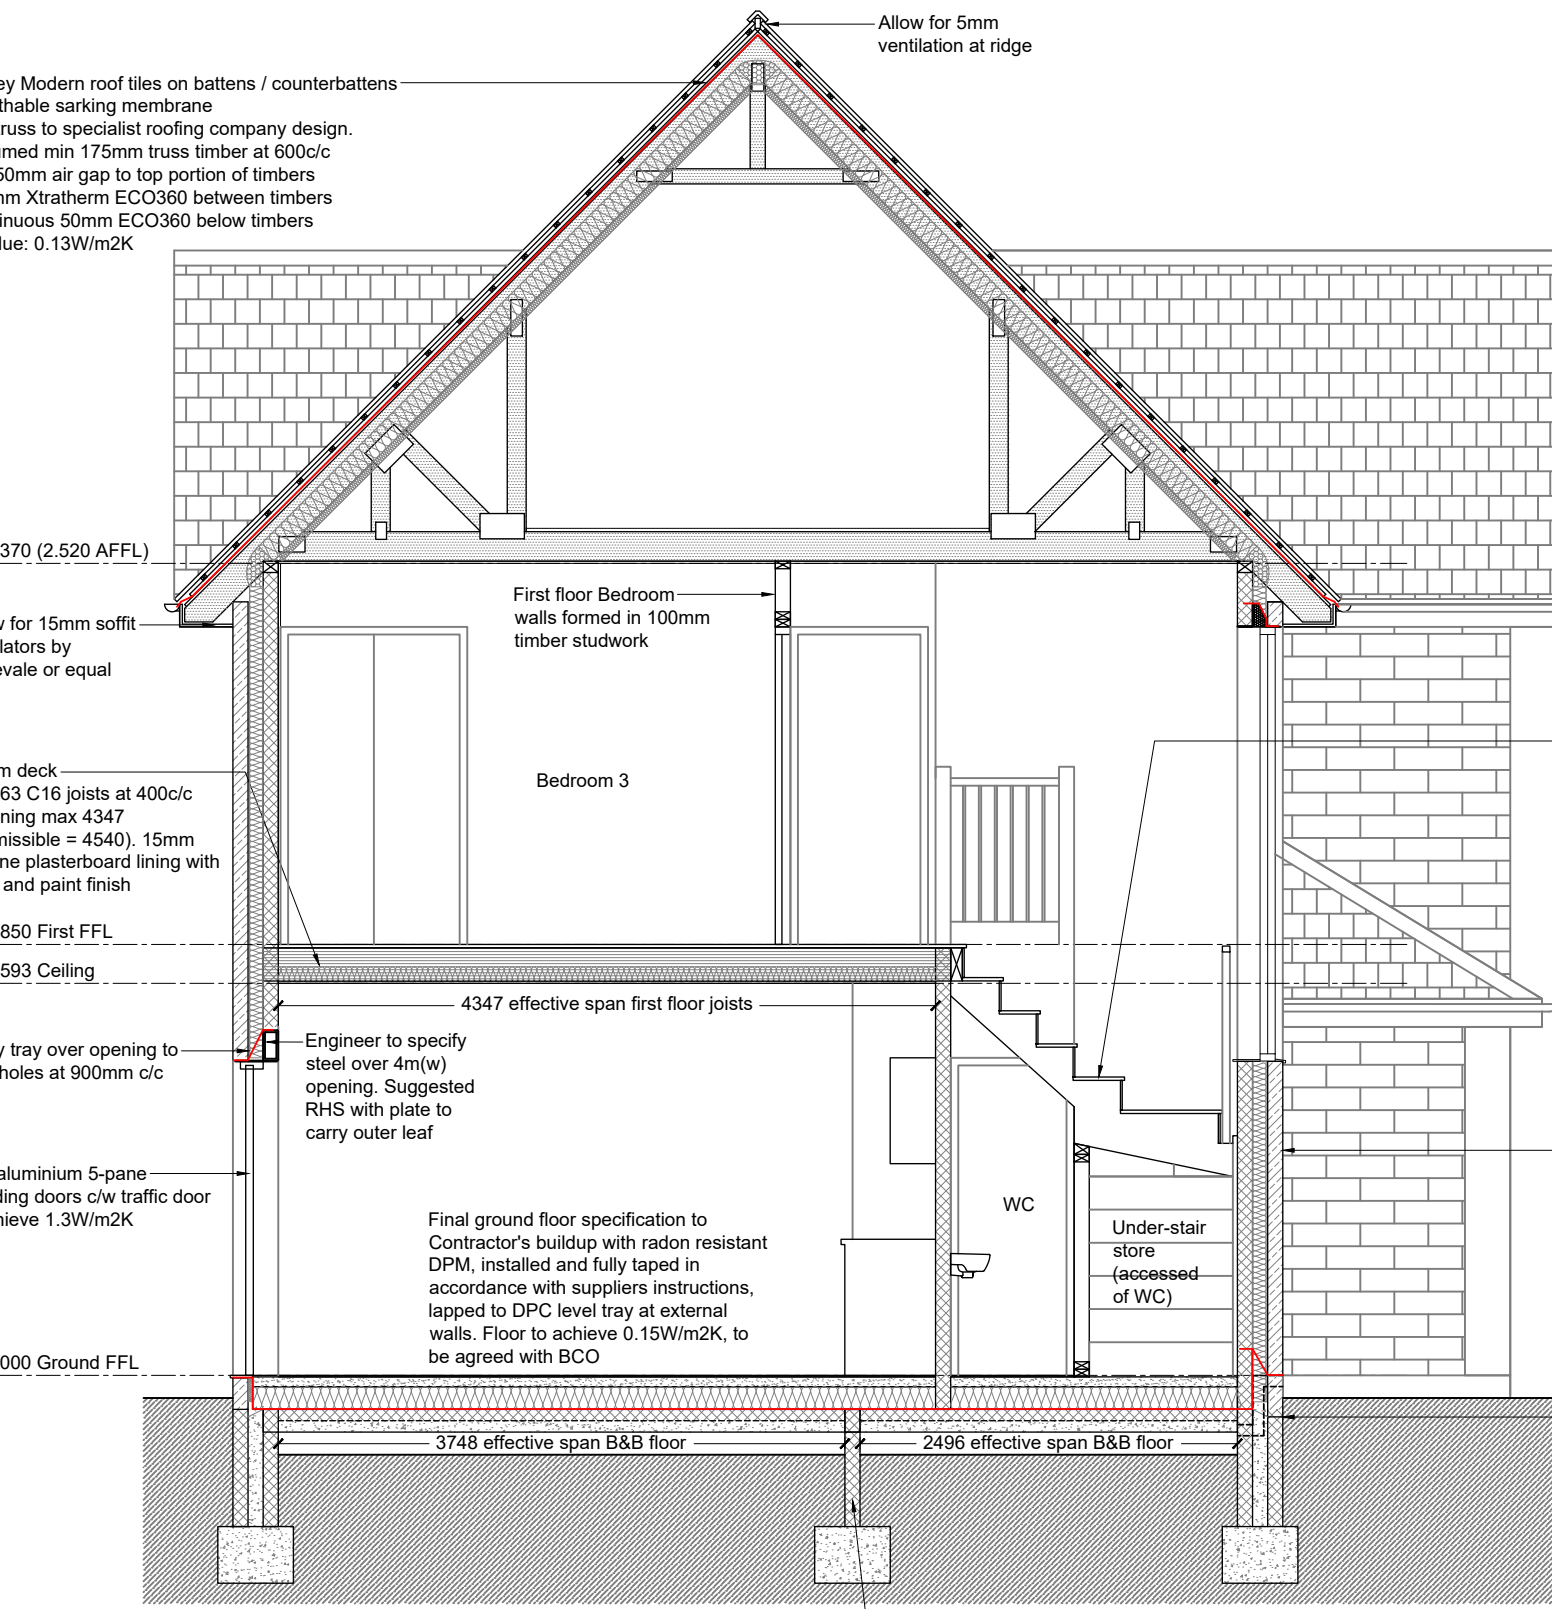 Allow for 5mm
ventilation at ridge
ey Modern roof tiles on battens / counterbattens
thable sarking membrane
truss to specialist roofing company design.
umed min 175mm truss timber at 600c/c
50mm air gap to top portion of timbers
nm Xtratherm ECO360 between timbers
tinuous 50mm ECO360 below timbers
lue: 0.13W/m2K
370 (2.520 AFFL)
First floor Bedroom
walls formed in 100mm
timber studwork
v for 15mm soffit
ilators by
evale or equal
m deck
63 C16 joists at 400c/c
ning max 4347
missible = 4540). 15mm
ne plasterboard lining with
and paint finish
Bedroom 3
850 First FFL
593 Ceiling
4347 effective span first floor joists
y tray over opening to
holes at 900mm c/c
Engineer to specify
steel over 4m(w)
opening. Suggested
RHS with plate to
carry outer leaf
aluminium 5-pane
ding doors c/w traffic door
hieve 1.3W/m2K
Final ground floor specification to
Contractor's buildup with radon resistant
DPM, installed and fully taped in
accordance with suppliers instructions,
lapped to DPC level tray at external
walls. Floor to achieve 0.15W/m2K, to
be agreed with BCO
WC
Under-stair
store
(accessed
of WC)
000 Ground FFL
3748 effective span B&B floor
2496 effective span B&B floor